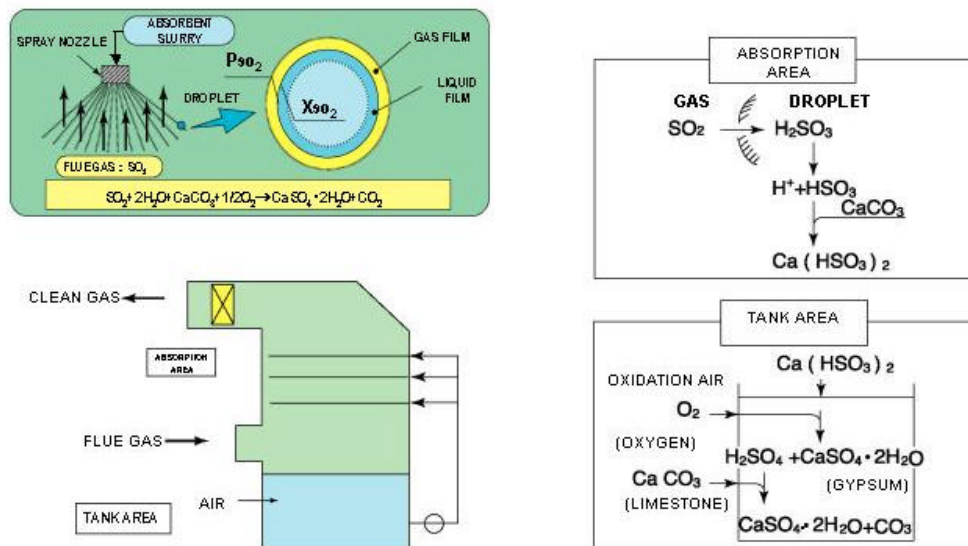 ABSORBENT
SLURRY
SPRAY NOZZLE
GAS FILM
PSO2
LIQUID
FILM
DROPLET
XSO2
FLUE GAS : SO2
SO2+ 2H2O+ CaCO3+ 1/2O2→CaSO4・2H2O+ CO2
CLEAN GAS
ABSORPTION
AREA
FLUE GAS
AIR
TANK AREA
ABSORPTION
AREA
GAS
DROPLET
SO2
H2SO3
H+ +HSO3
CaCO3
Ca ( HSO3 ) 2
TANK AREA
Ca ( HSO3 ) 2
OXIDATION AIR
O2
(OXYGEN)
H2SO4 +CaSO4・2H2O
Ca CO3
(GYPSUM)
(LIMESTONE)
CaSO4・2H2O+CO3